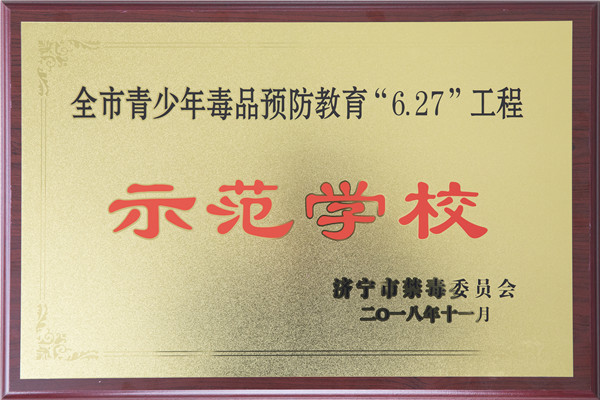 全市青少年毒品预防教育“6.27”工程
示范学校
济宁市禁毒委员会
二〇一八年十一月